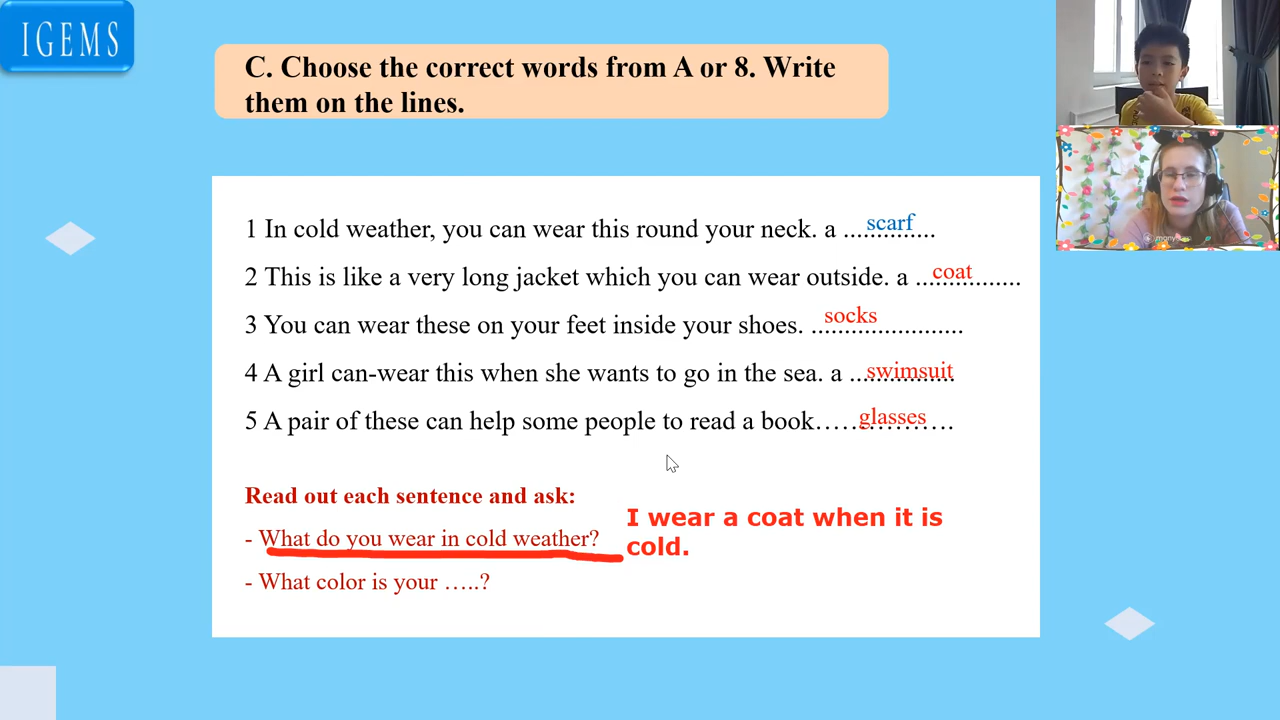 IGEMS
C. Choose the correct words from A or 8. Write
them on the lines.
1 In cold weather, you can wear this round your neck. a .............. scarf
2 This is like a very long jacket which you can wear outside. a ................ coat
3 You can wear these on your feet inside your shoes. ....................... socks
4 A girl can-wear this when she wants to go in the sea. a ................ swimsuit
5 A pair of these can help some people to read a book…………… glasses
Read out each sentence and ask:
- What do you wear in cold weather?
I wear a coat when it is
cold.
- What color is your …..?